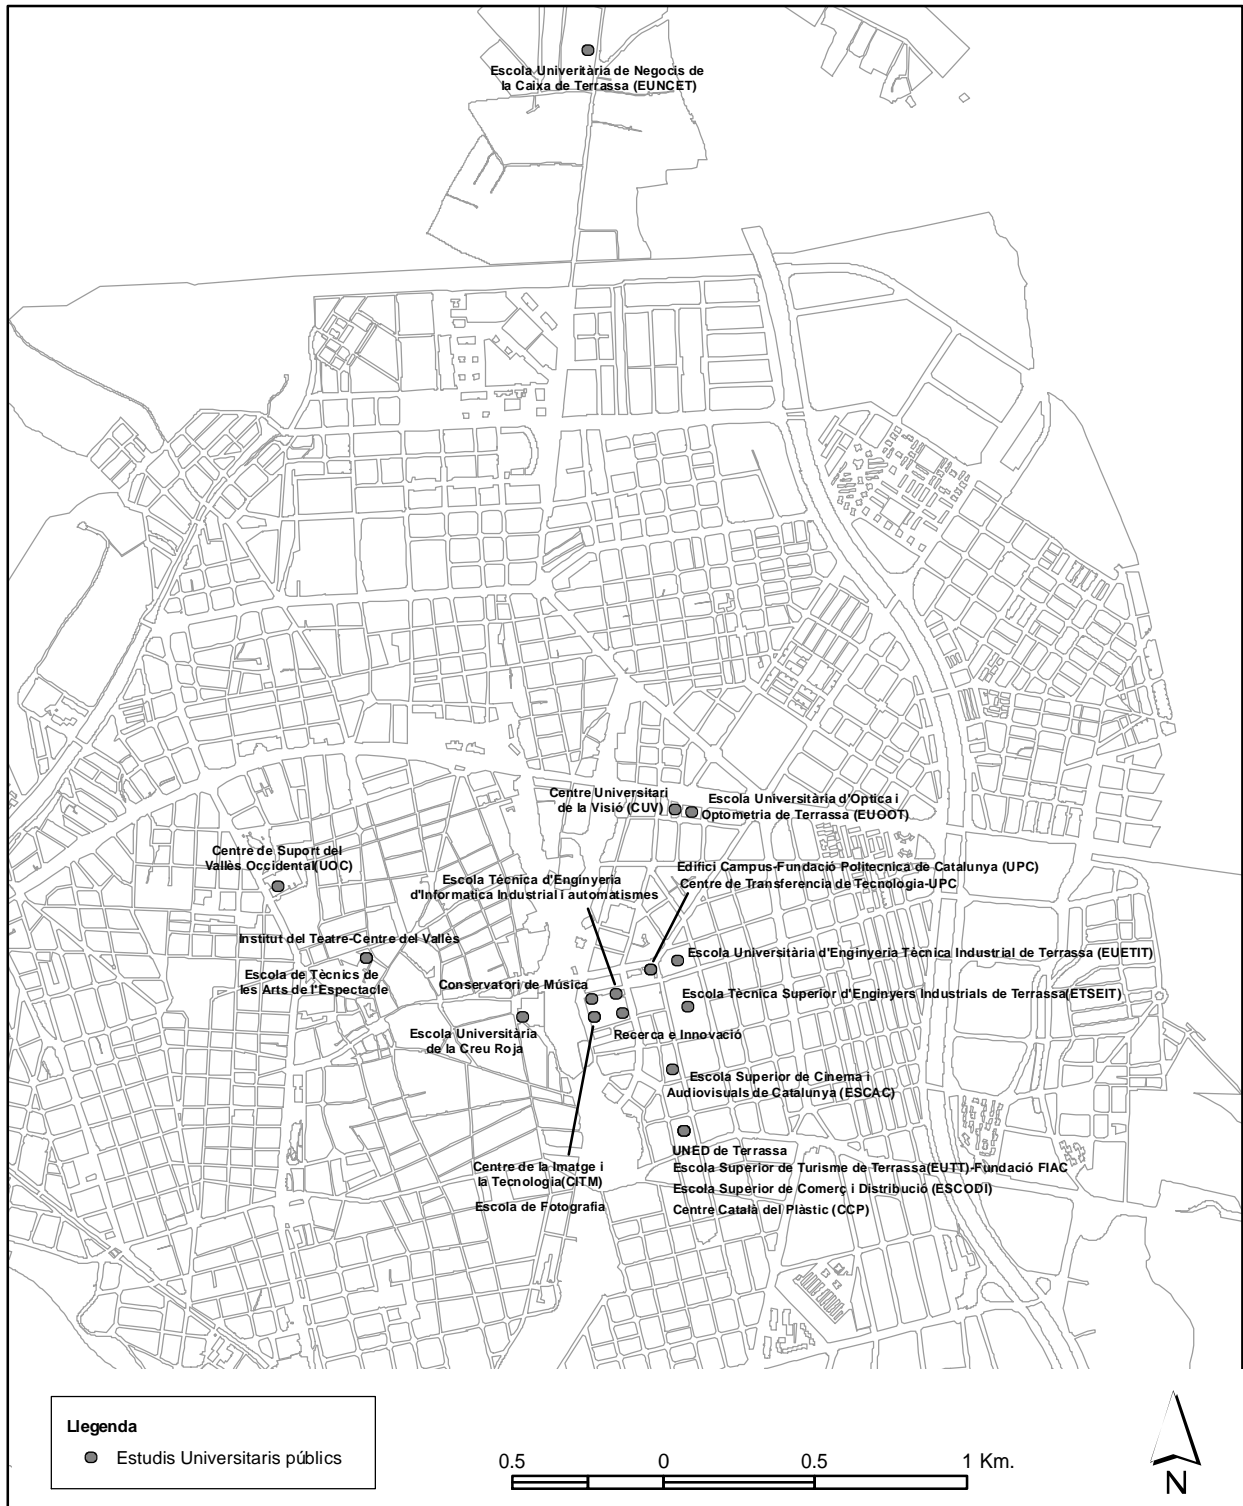 Escola Univeritària de Negocis de
la Caixa de Terrassa (EUNCET)
Centre Universitari
de la Visió (CUV)
Escola Universitària d'Optica i
Optometria de Terrassa (EUOOT)
Centre de Suport del
Vallès Occidental(UOC)
Escola Técnica d'Enginyeria
d'Informatica Industrial i automatismes
Edifici Campus-Fundació Politecnica de Catalunya (UPC)
Centre de Transferencia de Tecnologia-UPC
Institut del Teatre-Centre del Vallès
Escola de Tècnics de
les Arts de l'Espectacle
Escola Universitària d'Enginyeria Tècnica Industrial de Terrassa (EUETIT)
Conservatori de Música
Escola Tècnica Superior d'Enginyers Industrials de Terrassa(ETSEIT)
Escola Universitària
de la Creu Roja
Recerca e Innovació
Escola Superior de Cinema i
Audiovisuals de Catalunya (ESCAC)
UNED de Terrassa
Escola Superior de Turisme de Terrassa(EUTT)-Fundació FIAC
Escola Superior de Comerç i Distribució (ESCODI)
Centre Català del Plàstic (CCP)
Centre de la Imatge i
la Tecnologia(CITM)
Escola de Fotografia
Llegenda
Estudis Universitaris públics
0.5 0 0.5 1 Km.
N